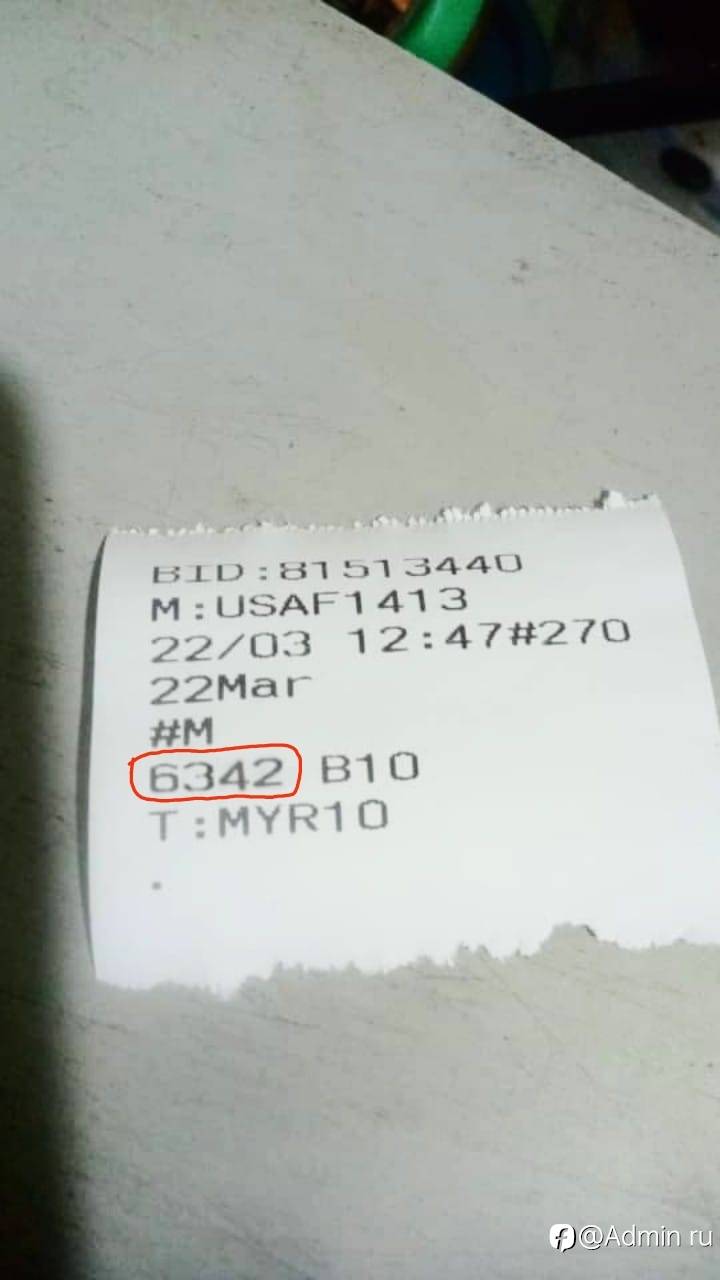 BID:81513440
M:USAF1413
22/03 12:47#270
22Mar
#M
6342 B10
T:MYR10
.
@Admin ru